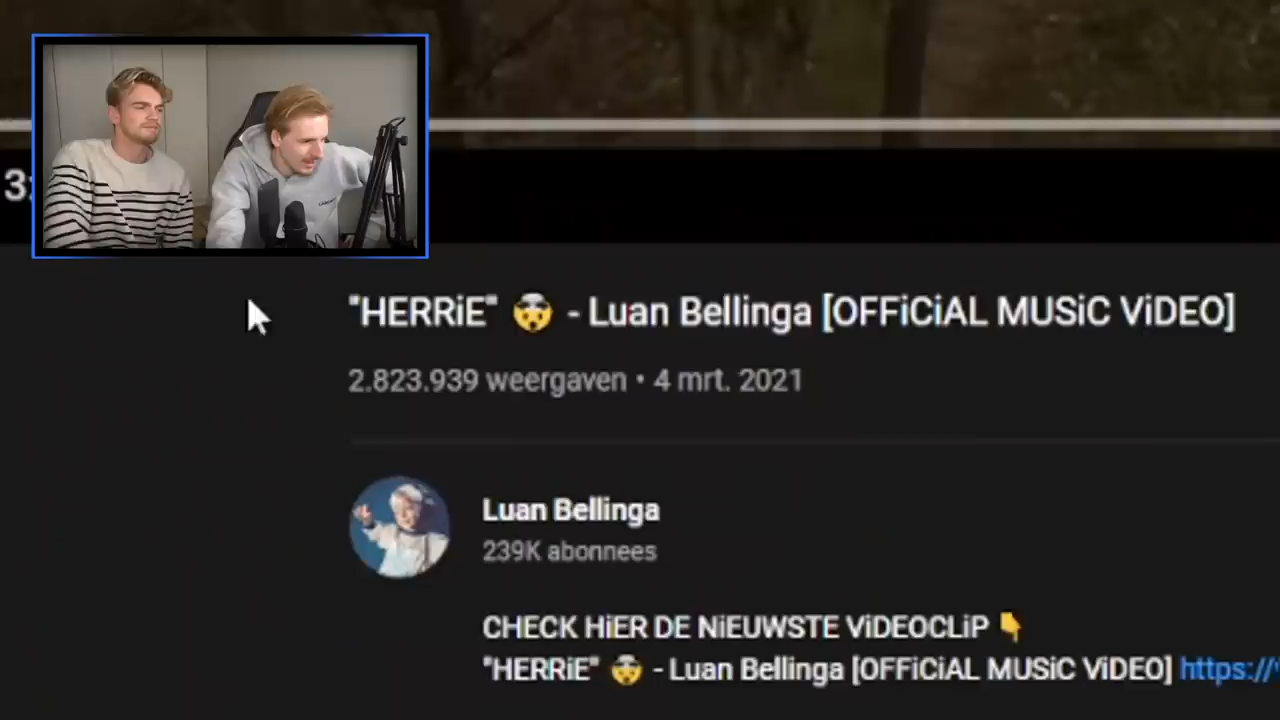 "HERRiE" 🤯 - Luan Bellinga [OFFiCiAL MUSiC ViDEO]
2.823.939 weergaven • 4 mrt. 2021
Luan Bellinga
239K abonnees
CHECK HiER DE NiEUWSTE ViDEOCLiP 👇
"HERRiE" 🤯 - Luan Bellinga [OFFiCiAL MUSiC ViDEO] https://